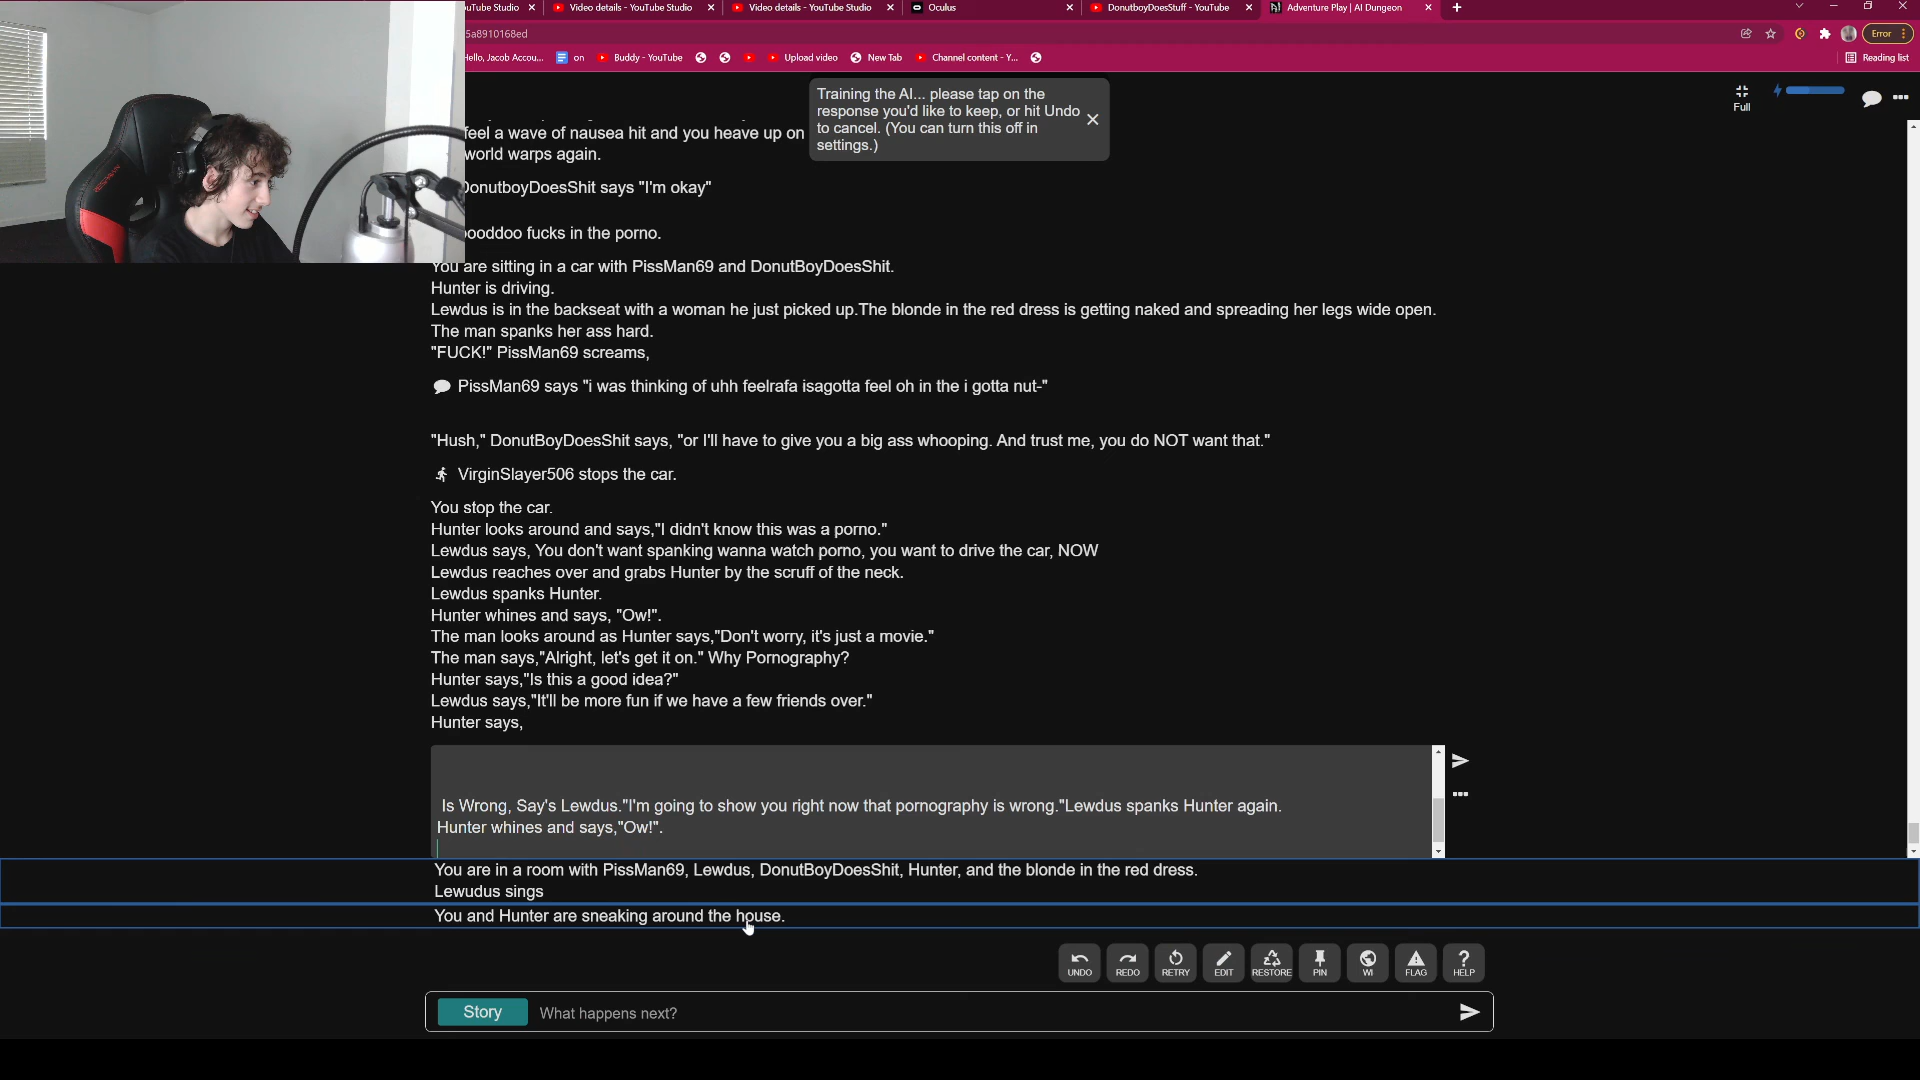 uTube Studio
Video details - YouTube Studio
Video details - YouTube Studio
Oculus
DonutboyDoesStuff - YouTube
Adventure Play | AI Dungeon
5a8910168ed
Error
Hello, Jacob Accou...
on
Buddy - YouTube
Upload video
New Tab
Channel content - Y...
Reading list
Training the AI... please tap on the
response you'd like to keep, or hit Undo
to cancel. (You can turn this off in
settings.)
Full
feel a wave of nausea hit and you heave up on
world warps again.
DonutboyDoesShit says "I'm okay"
ooddoo fucks in the porno.
You are sitting in a car with PissMan69 and DonutBoyDoesShit.
Hunter is driving.
Lewdus is in the backseat with a woman he just picked up.The blonde in the red dress is getting naked and spreading her legs wide open.
The man spanks her ass hard.
"FUCK!" PissMan69 screams,
PissMan69 says "i was thinking of uhh feelrafa isagotta feel oh in the i gotta nut-"
"Hush," DonutBoyDoesShit says, "or I'll have to give you a big ass whooping. And trust me, you do NOT want that."
VirginSlayer506 stops the car.
You stop the car.
Hunter looks around and says,"I didn't know this was a porno."
Lewdus says, You don't want spanking wanna watch porno, you want to drive the car, NOW
Lewdus reaches over and grabs Hunter by the scruff of the neck.
Lewdus spanks Hunter.
Hunter whines and says, "Ow!".
The man looks around as Hunter says,"Don't worry, it's just a movie."
The man says,"Alright, let's get it on." Why Pornography?
Hunter says,"Is this a good idea?"
Lewdus says,"It'll be more fun if we have a few friends over."
Hunter says,
Is Wrong, Say's Lewdus."I'm going to show you right now that pornography is wrong."Lewdus spanks Hunter again.
Hunter whines and says,"Ow!".
You are in a room with PissMan69, Lewdus, DonutBoyDoesShit, Hunter, and the blonde in the red dress.
Lewudus sings
You and Hunter are sneaking around the house.
UNDO
REDO
RETRY
EDIT
RESTORE
PIN
WI
FLAG
HELP
Story
What happens next?